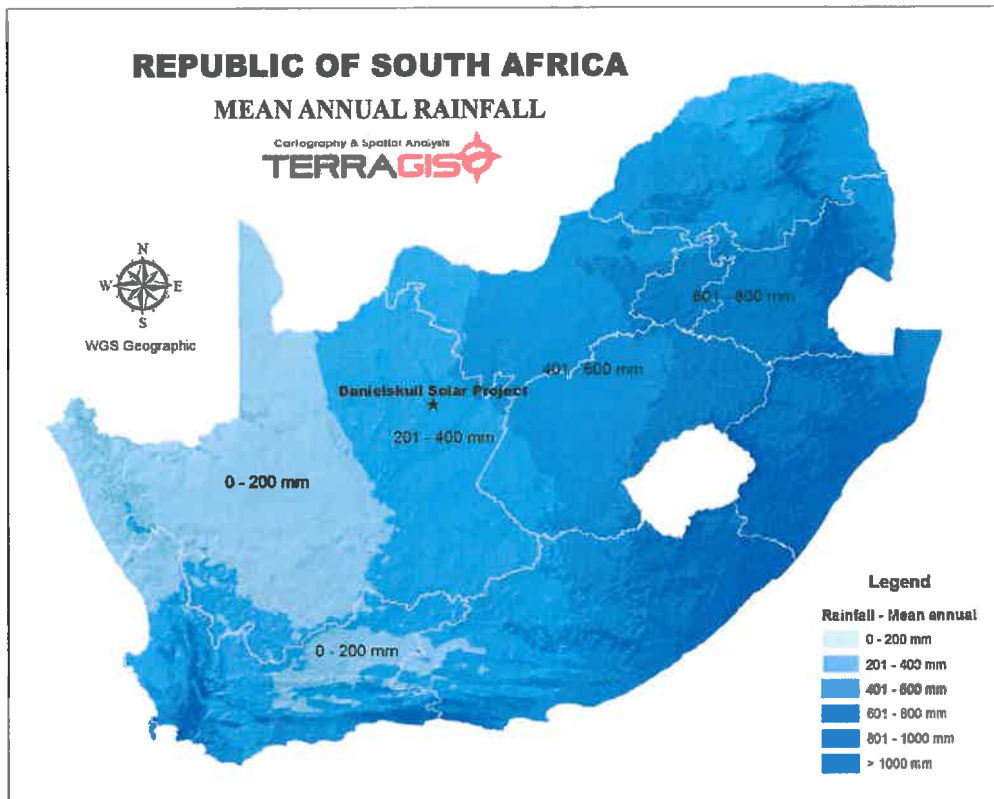 REPUBLIC OF SOUTH AFRICA
MEAN ANNUAL RAINFALL
Cartography & Spatial Analysis
TERRAGIS
N
W E
S
WGS Geographic
601 - 800 mm
401 - 600 mm
Danielskuil Solar Project
201 - 400 mm
0 - 200 mm
0 - 200 mm
Legend
Rainfall - Mean annual
0 - 200 mm
201 - 400 mm
401 - 600 mm
601 - 800 mm
801 - 1000 mm
> 1000 mm